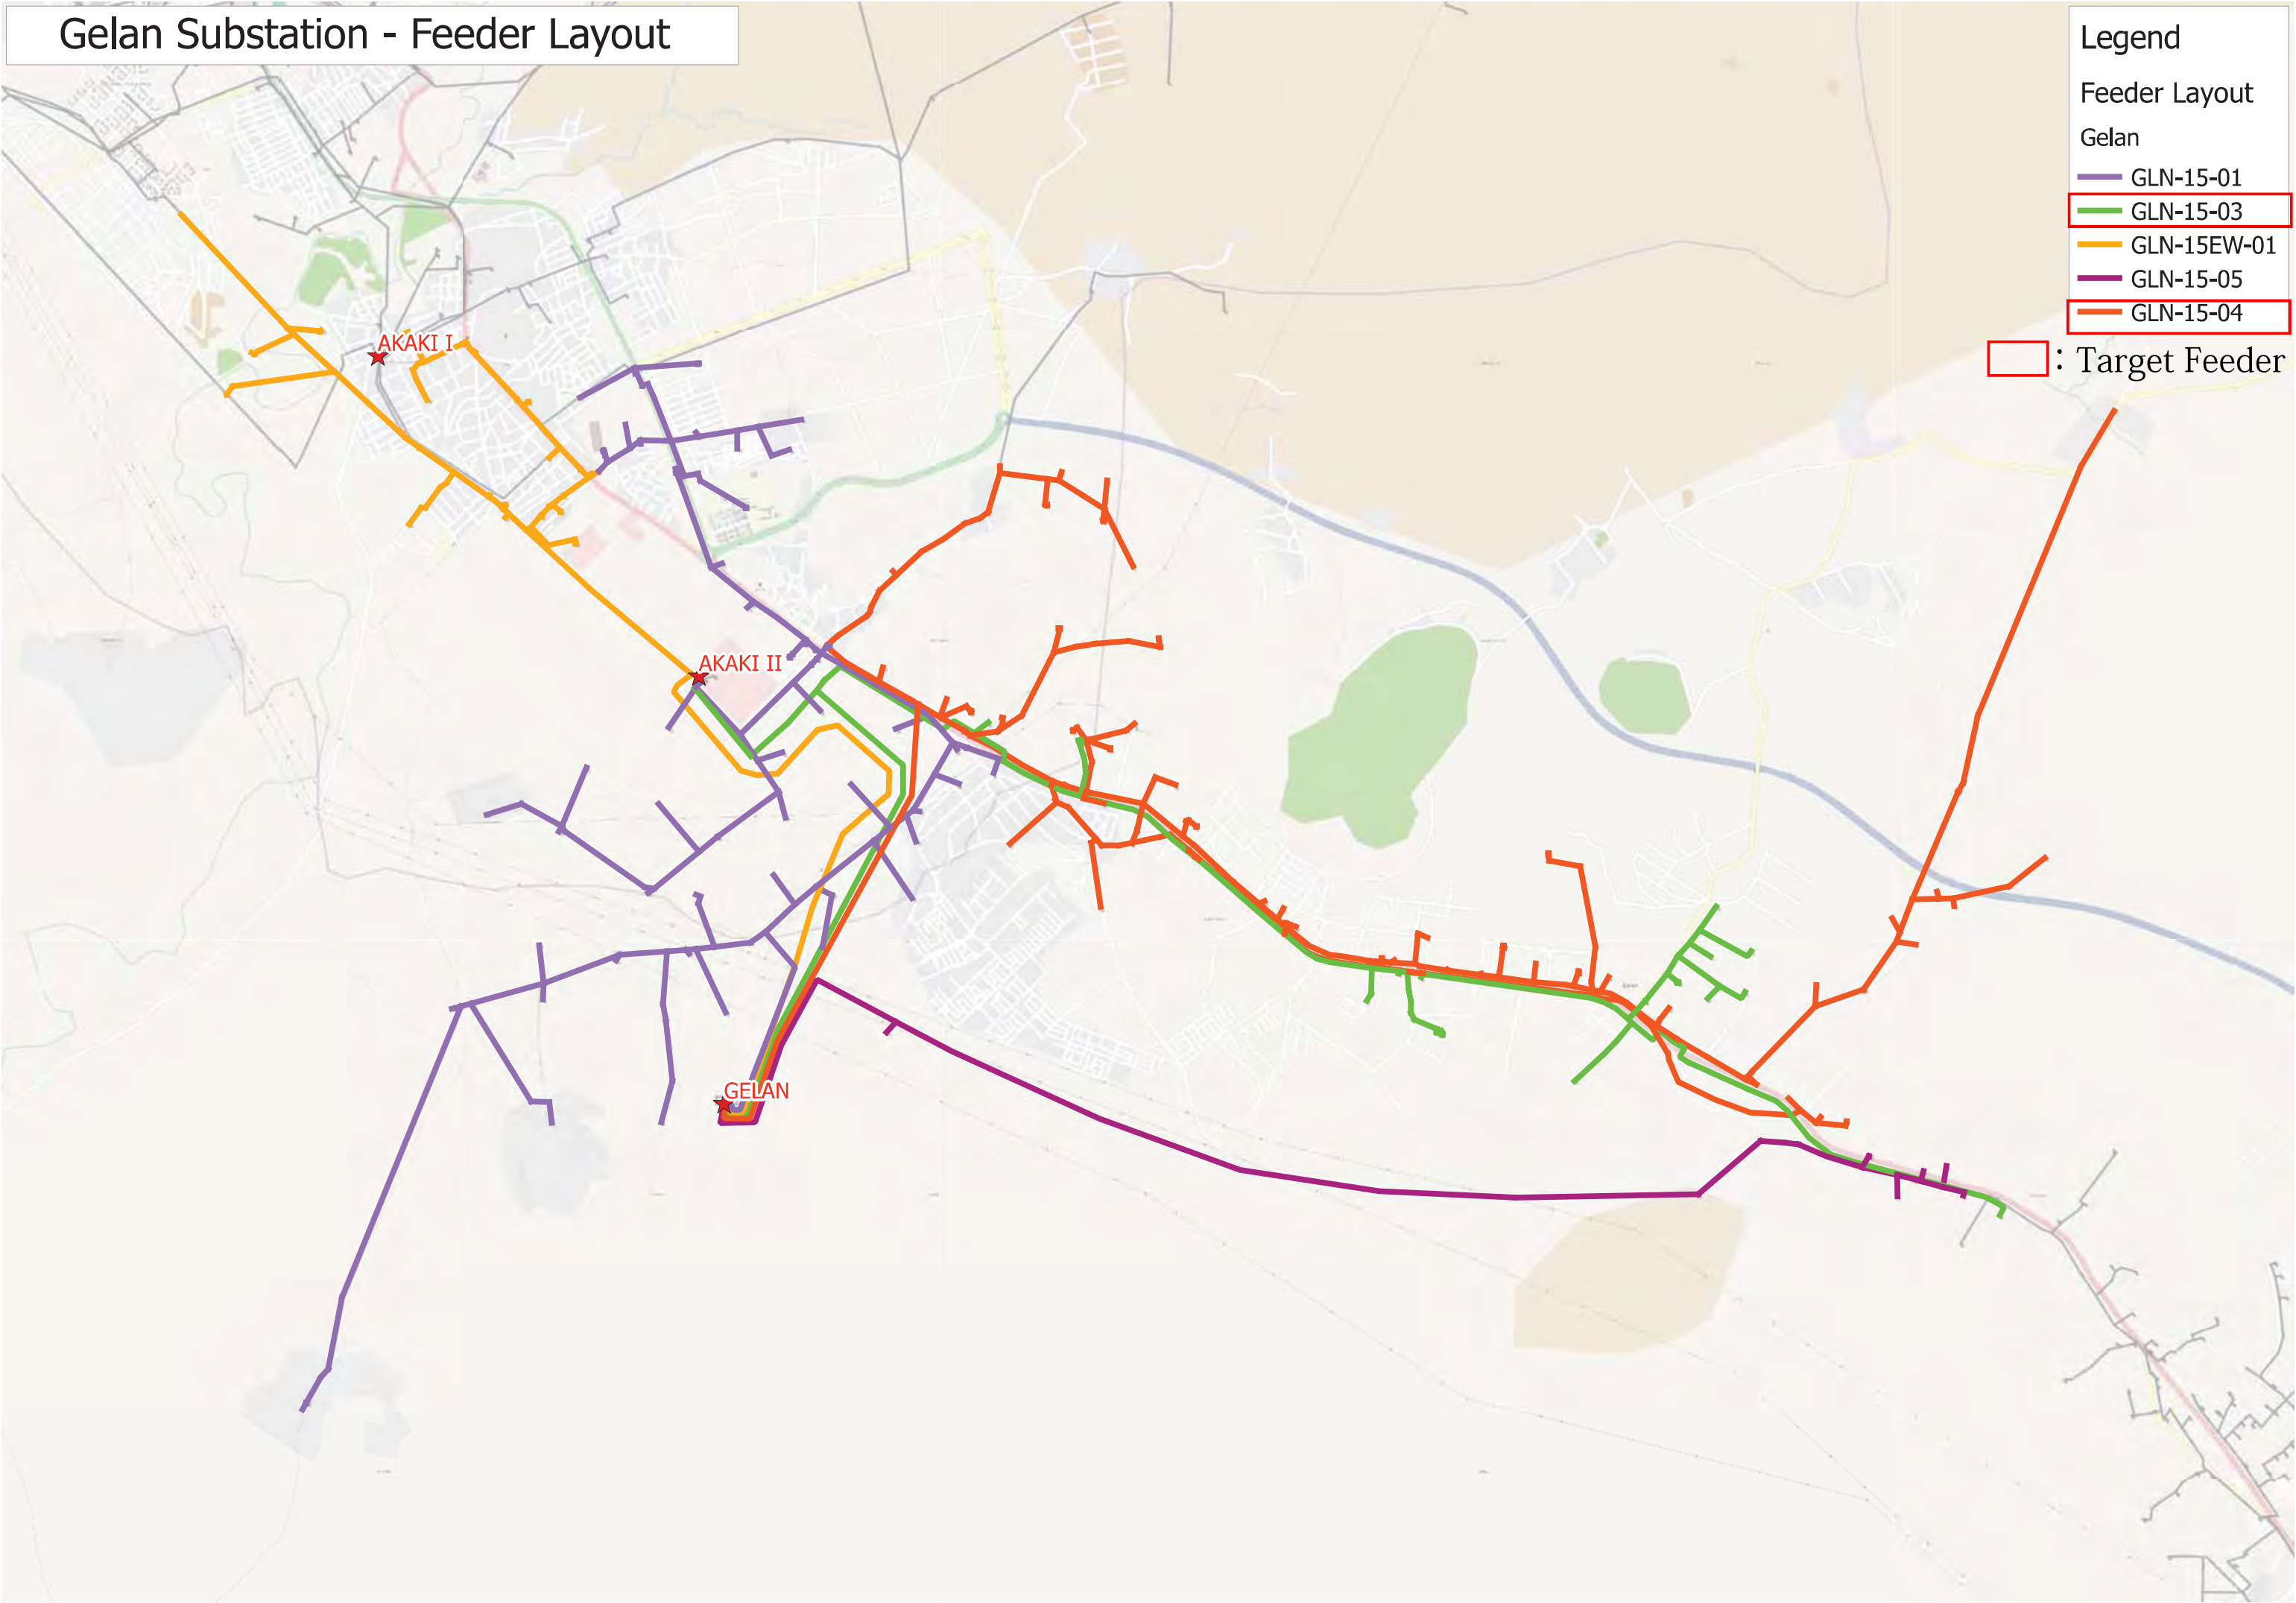 Gelan Substation - Feeder Layout
Legend
Feeder Layout
Gelan
GLN-15-01
GLN-15-03
GLN-15EW-01
GLN-15-05
GLN-15-04
: Target Feeder
AKAKI I
AKAKI II
GELAN